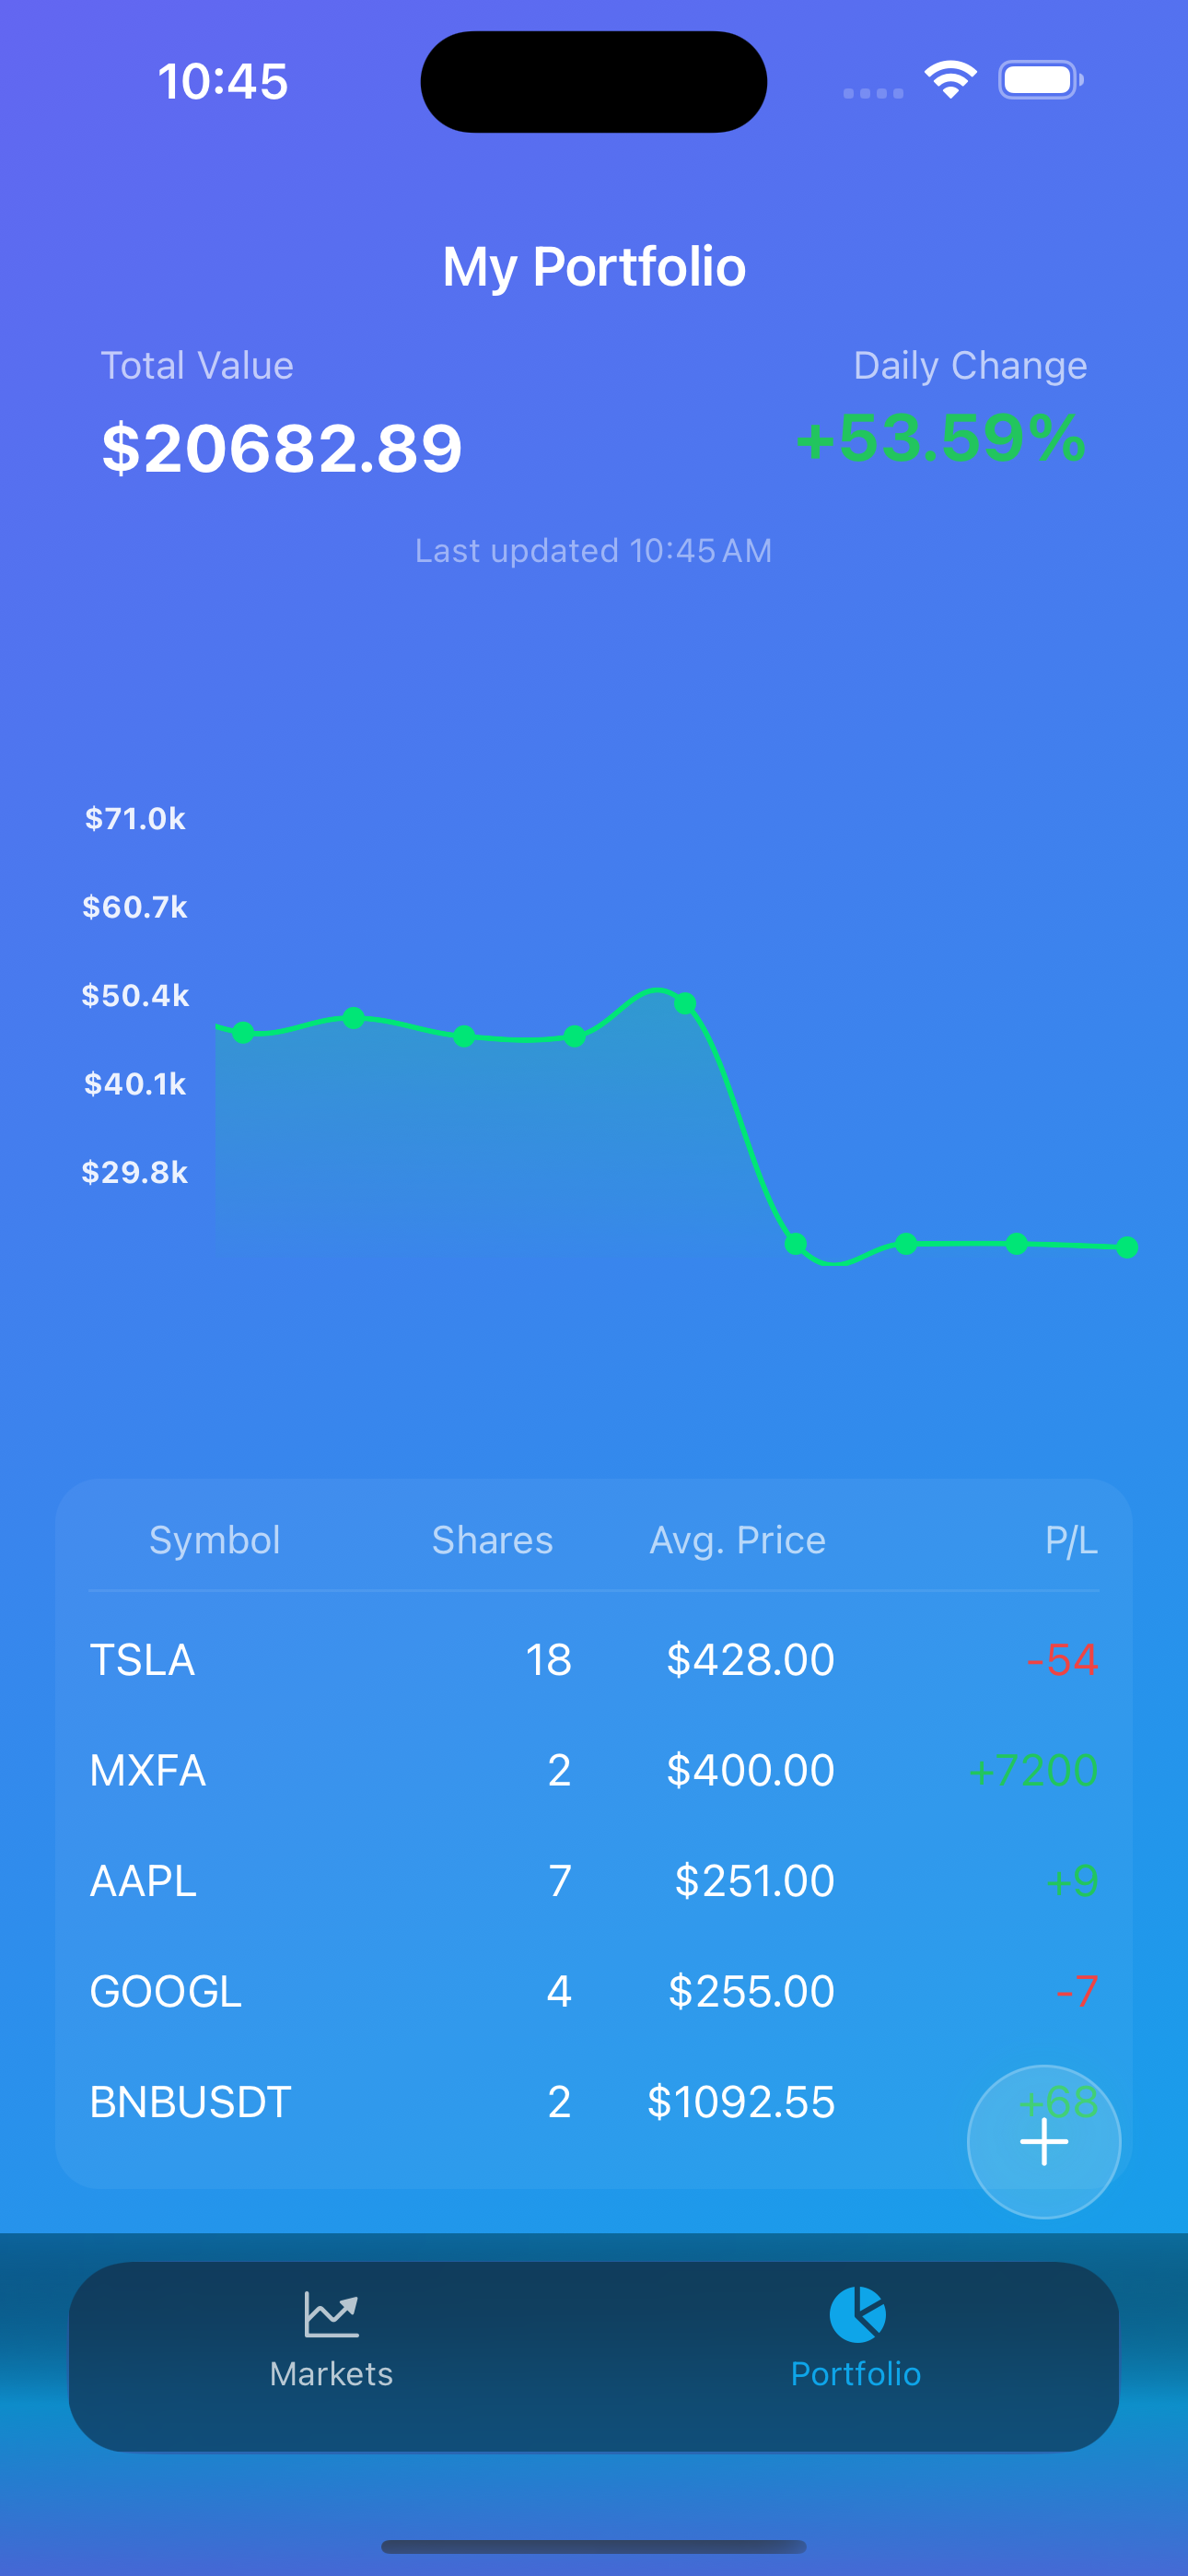 10:45
My Portfolio
Total Value Daily Change
$20682.89 +53.59%
Last updated 10:45 AM
$71.0k
$60.7k
$50.4k
$40.1k
$29.8k
Symbol Shares Avg. Price P/L
TSLA 18 $428.00 -54
MXFA 2 $400.00 +7200
AAPL 7 $251.00 +9
GOOGL 4 $255.00 -7
BNBUSDT 2 $1092.55 +68
Markets Portfolio